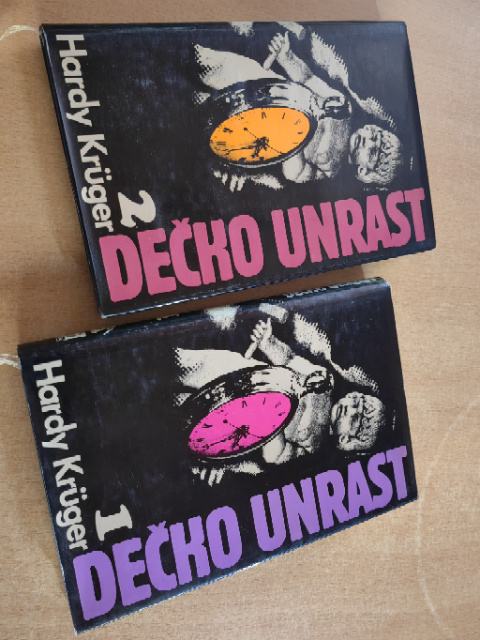 Hardy Krüger
2
DEČKO UNRAST
Hardy Krüger
1
DEČKO UNRAST